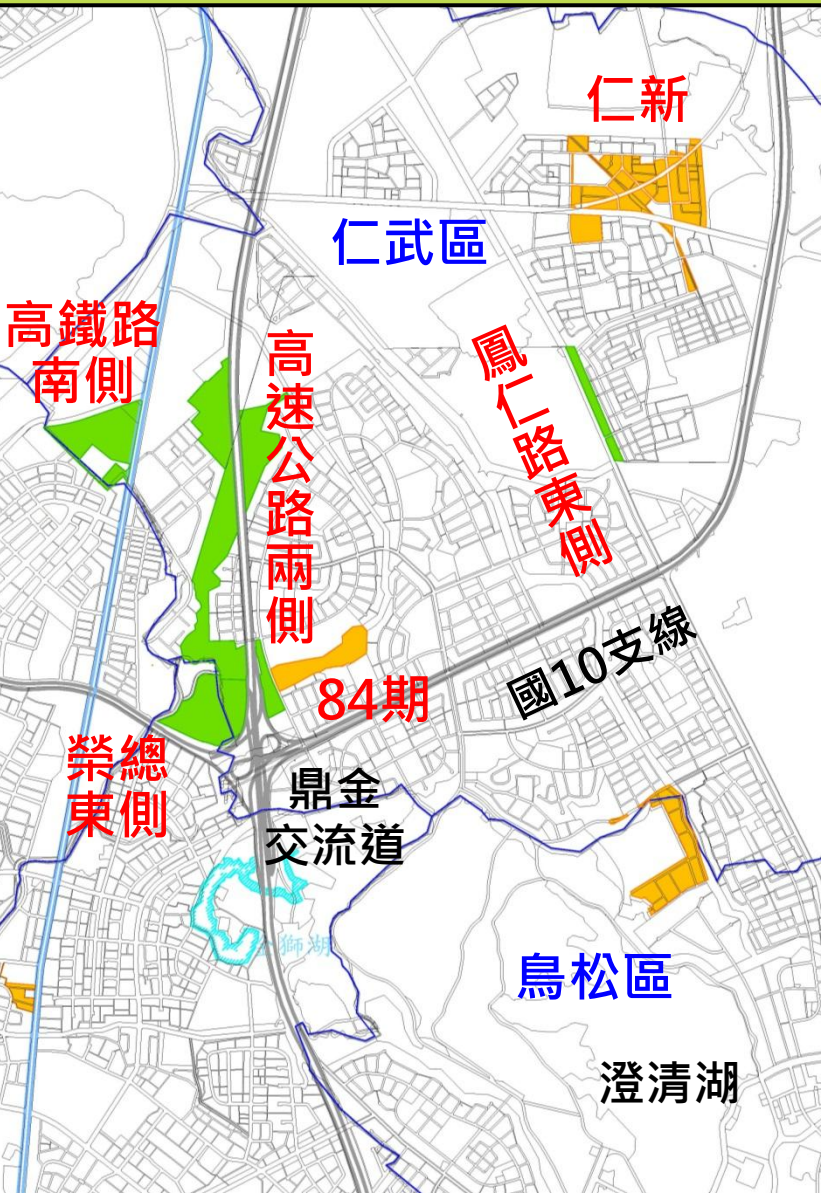 仁新
仁武區
高鐵路
南側
高速公路兩側
鳳仁路東側
國10支線
84期
榮總
東側
鼎金
交流道
獅湖
鳥松區
澄清湖